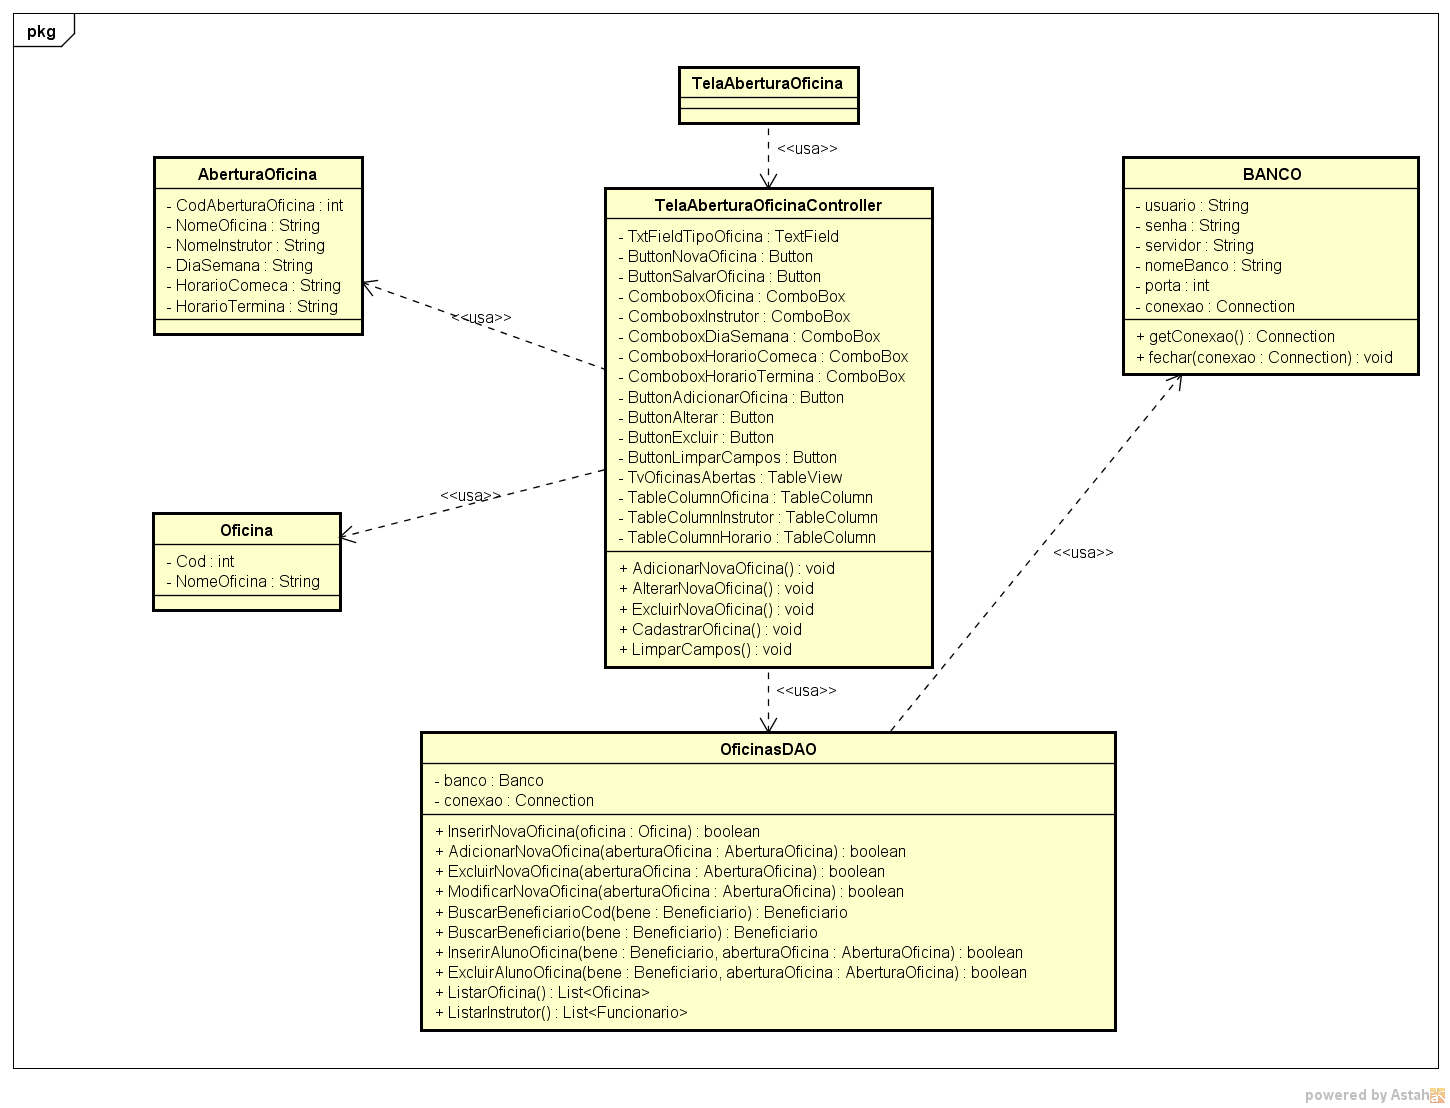 pkg
TelaAberturaOficina
<<usa>>
AberturaOficina
- CodAberturaOficina : int
- NomeOficina : String
- NomeInstrutor : String
- DiaSemana : String
- HorarioComeca : String
- HorarioTermina : String
<<usa>>
TelaAberturaOficinaController
- TxtFieldTipoOficina : TextField
- ButtonNovaOficina : Button
- ButtonSalvarOficina : Button
- ComboboxOficina : ComboBox
- ComboboxInstrutor : ComboBox
- ComboboxDiaSemana : ComboBox
- ComboboxHorarioComeca : ComboBox
- ComboboxHorarioTermina : ComboBox
- ButtonAdicionarOficina : Button
- ButtonAlterar : Button
- ButtonExcluir : Button
- ButtonLimparCampos : Button
- TvOficinasAbertas : TableView
- TableColumnOficina : TableColumn
- TableColumnInstrutor : TableColumn
- TableColumnHorario : TableColumn
+ AdicionarNovaOficina() : void
+ AlterarNovaOficina() : void
+ ExcluirNovaOficina() : void
+ CadastrarOficina() : void
+ LimparCampos() : void
BANCO
- usuario : String
- senha : String
- servidor : String
- nomeBanco : String
- porta : int
- conexao : Connection
+ getConexao() : Connection
+ fechar(conexao : Connection) : void
<<usa>>
Oficina
- Cod : int
- NomeOficina : String
<<usa>>
<<usa>>
OficinasDAO
- banco : Banco
- conexao : Connection
+ InserirNovaOficina(oficina : Oficina) : boolean
+ AdicionarNovaOficina(aberturaOficina : AberturaOficina) : boolean
+ ExcluirNovaOficina(aberturaOficina : AberturaOficina) : boolean
+ ModificarNovaOficina(aberturaOficina : AberturaOficina) : boolean
+ BuscarBeneficiarioCod(bene : Beneficiario) : Beneficiario
+ BuscarBeneficiario(bene : Beneficiario) : Beneficiario
+ InserirAlunoOficina(bene : Beneficiario, aberturaOficina : AberturaOficina) : boolean
+ ExcluirAlunoOficina(bene : Beneficiario, aberturaOficina : AberturaOficina) : boolean
+ ListarOficina() : List<Oficina>
+ ListarInstrutor() : List<Funcionario>
powered by Astah